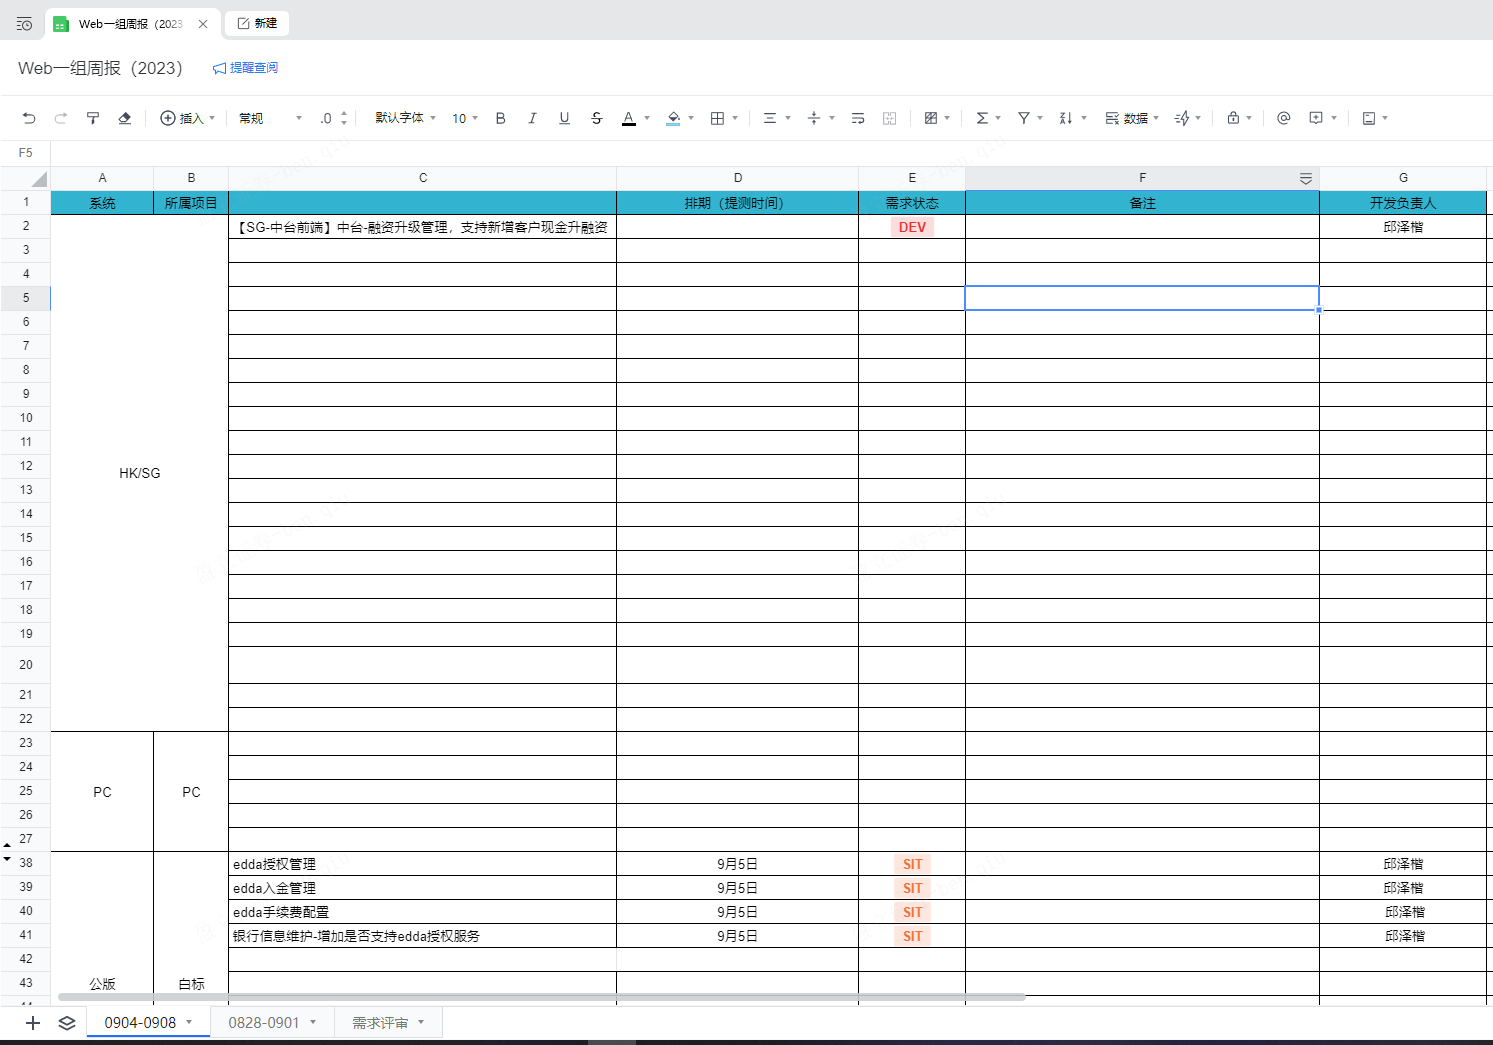 Web一组周报（2023
新建
Web一组周报（2023）
提醒查阅
插入
常规
.0
默认字体
10
B
I
U
S
A
数据
F5
A B C D E F G
1 系统 所属项目 排期（提测时间） 需求状态 备注 开发负责人
2 【SG-中台前端】中台-融资升级管理，支持新增客户现金升融资 DEV 邱泽楷
3
4
5
6
7
8
9
10
11
12
HK/SG
13
14
15
16
17
18
19
20
21
22
23
24
25 PC PC
26
27
38 edda授权管理 9月5日 SIT 邱泽楷
39 edda入金管理 9月5日 SIT 邱泽楷
40 edda手续费配置 9月5日 SIT 邱泽楷
41 银行信息维护-增加是否支持edda授权服务 9月5日 SIT 邱泽楷
42
43 公版 白标
0904-0908
0828-0901
需求评审